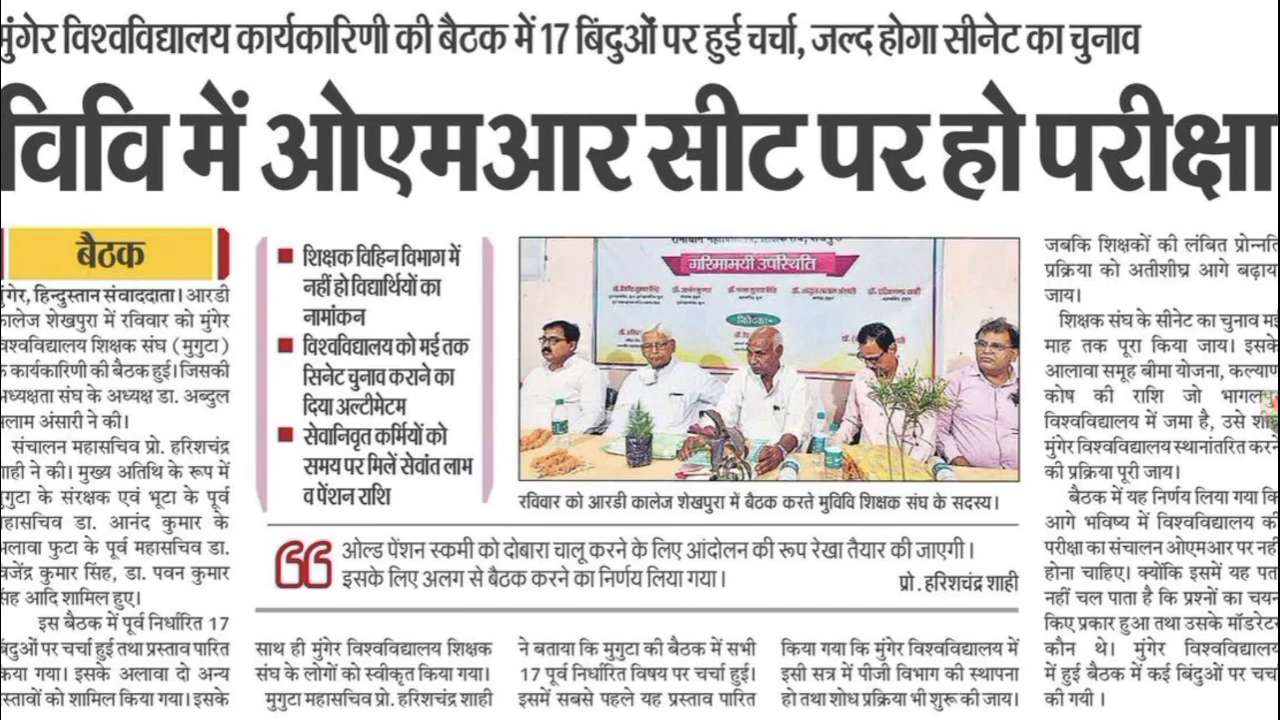 मुंगेर विश्वविद्यालय कार्यकारिणी की बैठक में 17 बिंदुओं पर हुई चर्चा, जल्द होगा सीनेट का चुनाव
विवि में ओएमआर सीट पर हो परीक्षा
बैठक
मुंगेर, हिन्दुस्तान संवाददाता। आरडी
कालेज शेखपुरा में रविवार को मुंगेर
विश्वविद्यालय शिक्षक संघ (मुगुटा)
कार्यकारिणी की बैठक हुई। जिसकी
अध्यक्षता संघ के अध्यक्ष डा. अब्दुल
सलाम अंसारी ने की।
संचालन महासचिव प्रो. हरिशचंद्र
शाही ने की। मुख्य अतिथि के रूप में
मुगुटा के संरक्षक एवं भूटा के पूर्व
महासचिव डा. आनंद कुमार के
अलावा फुटा के पूर्व महासचिव डा.
कुमार सिंह, डा. पवन कुमार
सिंह आदि शामिल हुए।
इस बैठक में पूर्व निर्धारित 17
बिंदुओं पर चर्चा हुई तथा प्रस्ताव पारित
किया गया। इसके अलावा दो अन्य
प्रस्तावों को शामिल किया गया। इसके
शिक्षक विहिन विभाग में
नहीं हो विद्यार्थियों का
नामांकन
विश्वविद्यालय को मई तक
सिनेट चुनाव कराने का
दिया अल्टीमेटम
सेवानिवृत कर्मियों को
समय पर मिलें सेवांत लाभ
व पेंशन राशि
गरिमामयी उपस्थिति
रविवार को आरडी कालेज शेखपुरा में बैठक करते मुविवि शिक्षक संघ के सदस्य।
ओल्ड पेंशन स्कमी को दोबारा चालू करने के लिए आंदोलन की रूप रेखा तैयार की जाएगी।
इसके लिए अलग से बैठक करने का निर्णय लिया गया।
प्रो. हरिशचंद्र शाही
साथ ही मुंगेर विश्वविद्यालय शिक्षक
संघ के लोगों को स्वीकृत किया गया।
मुगुटा महासचिव प्रो. हरिशचंद्र शाही
ने बताया कि मुगुटा की बैठक में सभी
17 पूर्व निर्धारित विषय पर चर्चा हुई।
इसमें सबसे पहले यह प्रस्ताव पारित
किया गया कि मुंगेर विश्वविद्यालय में
इसी सत्र में पीजी विभाग की स्थापना
हो तथा शोध प्रक्रिया भी शुरू की जाय।
जबकि शिक्षकों की लंबित प्रोन्नति
प्रक्रिया को अतीशीघ्र आगे बढ़ाया
जाय।
शिक्षक संघ के सीनेट का चुनाव मई
माह तक पूरा किया जाय। इसके
आलावा समूह बीमा योजना, कल्याण
कोष की राशि जो भागलपुर
विश्वविद्यालय में जमा है, उसे शीघ्र
मुंगेर विश्वविद्यालय स्थानांतरित करने
की प्रक्रिया पूरी जाय।
बैठक में यह निर्णय लिया गया कि
आगे भविष्य में विश्वविद्यालय की
परीक्षा का संचालन ओएमआर पर नहीं
होना चाहिए। क्योंकि इसमें यह पता
नहीं चल पाता है कि प्रश्नों का चयन
किए प्रकार हुआ तथा उसके मॉडरेटर
कौन थे। मुंगेर विश्वविद्यालय
में हुई बैठक में कई बिंदुओं पर चर्चा
की गयी ।